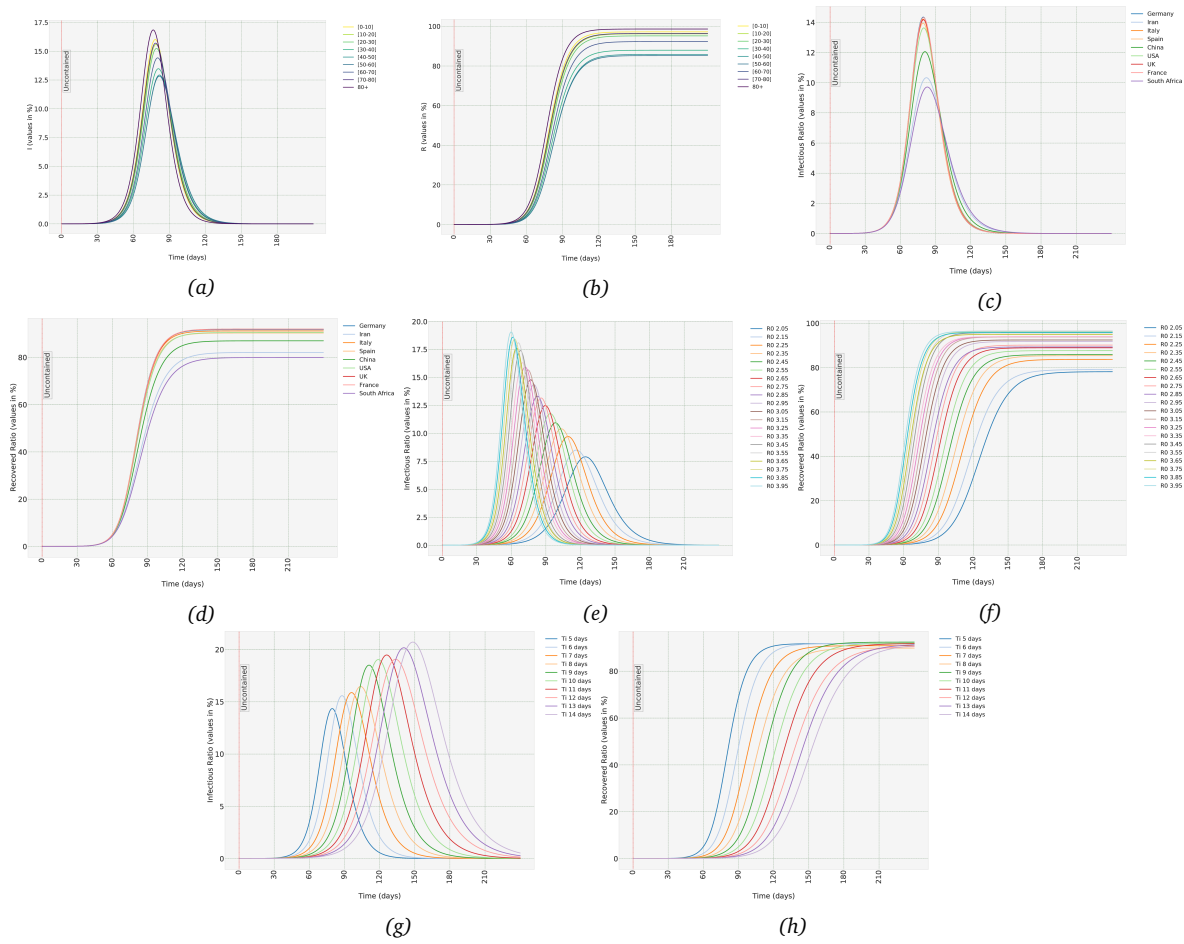 17.5
15.0
12.5
10.0
7.5
5.0
2.5
0.0
I (values in %)
Uncontained
0
30
60
90
120
150
180
Time (days)
[0-10]
[10-20]
[20-30]
[30-40]
[40-50]
[50-60]
[60-70]
[70-80]
80+
(a)
100
80
60
40
20
0
R (values in %)
Uncontained
0
30
60
90
120
150
180
Time (days)
[0-10]
[10-20]
[20-30]
[30-40]
[40-50]
[50-60]
[60-70]
[70-80]
80+
(b)
14
12
10
8
6
4
2
0
Infectious Ratio (values in %)
Uncontained
0
30
60
90
120
150
180
210
Time (days)
Germany
Iran
Italy
Spain
China
USA
UK
France
South Africa
(c)
80
60
40
20
0
Recovered Ratio (values in %)
Uncontained
0
30
60
90
120
150
180
210
Time (days)
Germany
Iran
Italy
Spain
China
USA
UK
France
South Africa
(d)
20.0
17.5
15.0
12.5
10.0
7.5
5.0
2.5
0.0
Infectious Ratio (values in %)
Uncontained
0
30
60
90
120
150
180
210
Time (days)
R0 2.05
R0 2.15
R0 2.25
R0 2.35
R0 2.45
R0 2.55
R0 2.65
R0 2.75
R0 2.85
R0 2.95
R0 3.05
R0 3.15
R0 3.25
R0 3.35
R0 3.45
R0 3.55
R0 3.65
R0 3.75
R0 3.85
R0 3.95
(e)
100
80
60
40
20
0
Recovered Ratio (values in %)
Uncontained
0
30
60
90
120
150
180
210
Time (days)
R0 2.05
R0 2.15
R0 2.25
R0 2.35
R0 2.45
R0 2.55
R0 2.65
R0 2.75
R0 2.85
R0 2.95
R0 3.05
R0 3.15
R0 3.25
R0 3.35
R0 3.45
R0 3.55
R0 3.65
R0 3.75
R0 3.85
R0 3.95
(f)
20
15
10
5
0
Infectious Ratio (values in %)
Uncontained
0
30
60
90
120
150
180
210
Time (days)
Ti 5 days
Ti 6 days
Ti 7 days
Ti 8 days
Ti 9 days
Ti 10 days
Ti 11 days
Ti 12 days
Ti 13 days
Ti 14 days
(g)
80
60
40
20
0
Recovered Ratio (values in %)
Uncontained
0
30
60
90
120
150
180
210
Time (days)
Ti 5 days
Ti 6 days
Ti 7 days
Ti 8 days
Ti 9 days
Ti 10 days
Ti 11 days
Ti 12 days
Ti 13 days
Ti 14 days
(h)